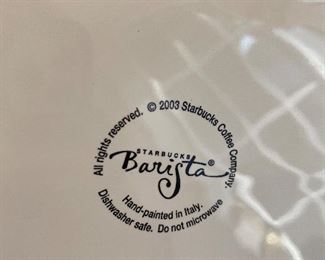 All rights reserved. © 2003 Starbucks Coffee Company.
STARBUCKS
Barista®
Hand-painted in Italy.
Dishwasher safe. Do not microwave